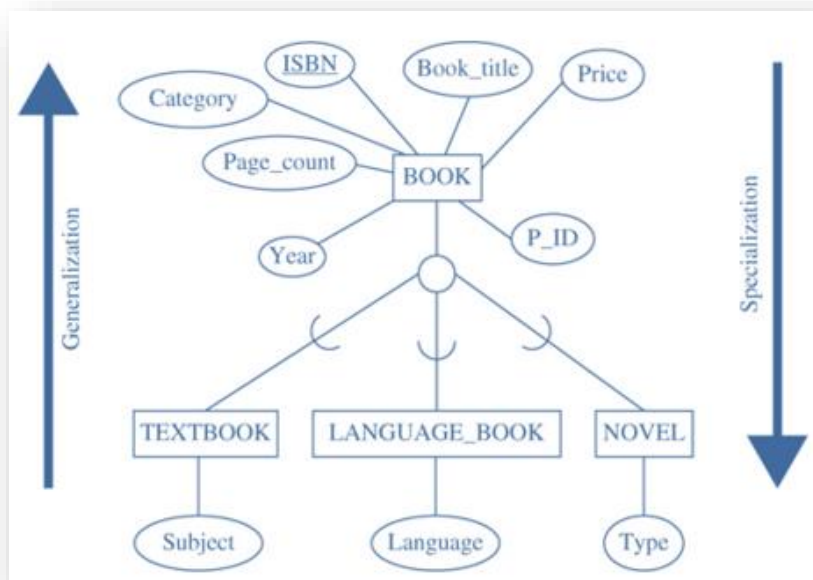 ISBN
Book_title
Price
Category
Page_count
BOOK
Year
P_ID
Generalization
Specialization
TEXTBOOK
LANGUAGE_BOOK
NOVEL
Subject
Language
Type